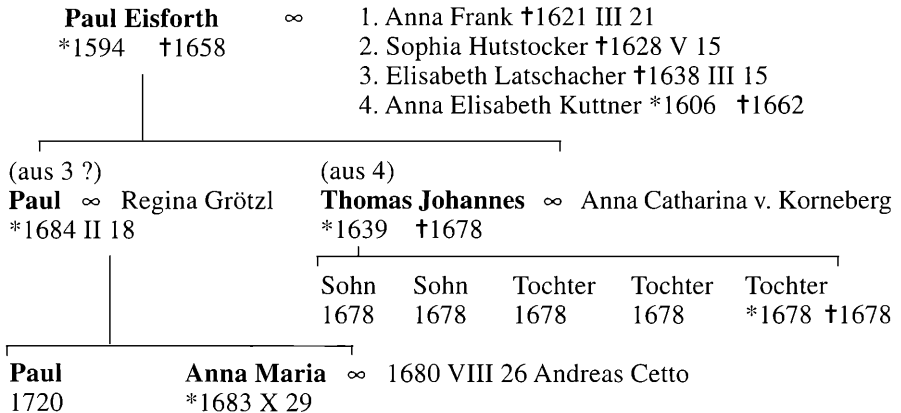 Paul Eisforth ∞ 1. Anna Frank ✝1621 III 21
*1594 ✝1658 2. Sophia Hutstocker ✝1628 V 15
3. Elisabeth Latschacher ✝1638 III 15
4. Anna Elisabeth Kuttner *1606 ✝1662
(aus 3 ?) (aus 4)
Paul ∞ Regina Grötzl Thomas Johannes ∞ Anna Catharina v. Korneberg
*1684 II 18 *1639 ✝1678
Sohn Sohn Tochter Tochter Tochter
1678 1678 1678 1678 *1678 ✝1678
Paul Anna Maria ∞ 1680 VIII 26 Andreas Cetto
1720 *1683 X 29